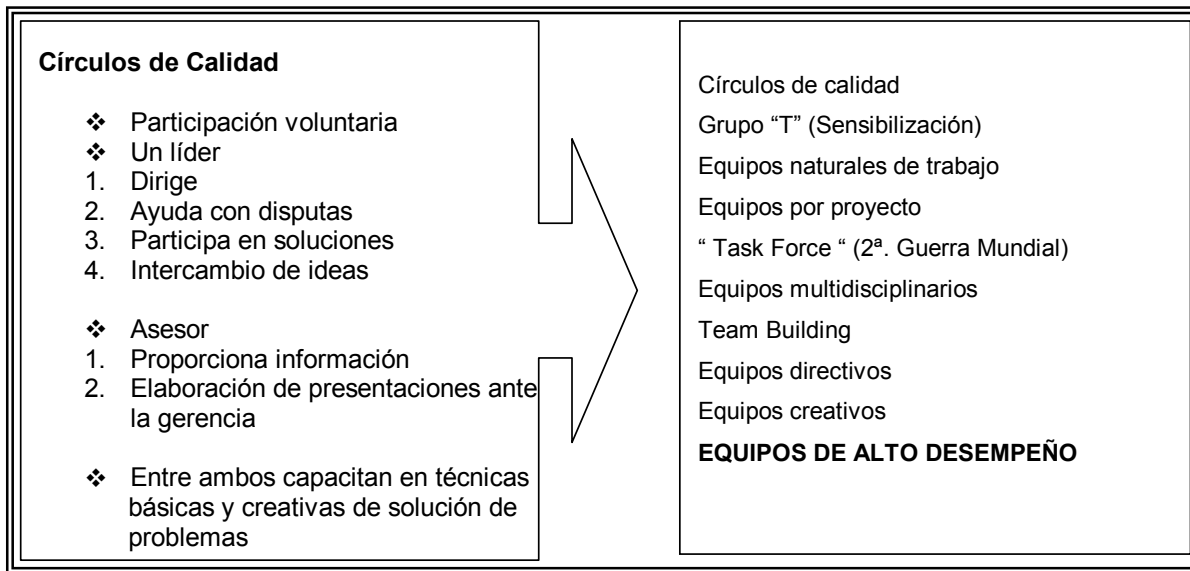 Círculos de Calidad
❖ Participación voluntaria
❖ Un líder
1. Dirige
2. Ayuda con disputas
3. Participa en soluciones
4. Intercambio de ideas
❖ Asesor
1. Proporciona información
2. Elaboración de presentaciones ante
la gerencia
❖ Entre ambos capacitan en técnicas
básicas y creativas de solución de
problemas
Círculos de calidad
Grupo “T” (Sensibilización)
Equipos naturales de trabajo
Equipos por proyecto
“ Task Force “ (2ª. Guerra Mundial)
Equipos multidisciplinarios
Team Building
Equipos directivos
Equipos creativos
EQUIPOS DE ALTO DESEMPEÑO